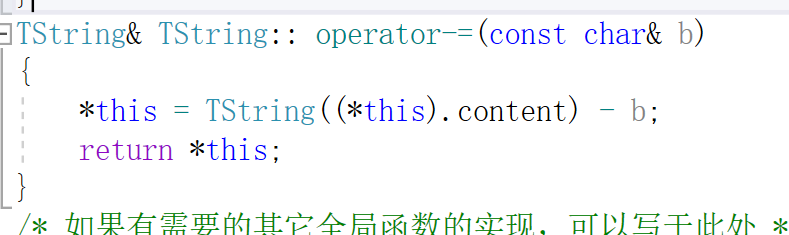 TString& TString:: operator-=(const char& b)
{
*this = TString((*this).content) - b;
return *this;
}
/* 如果有需要的其它全局函数的实现，可以写于此处 *